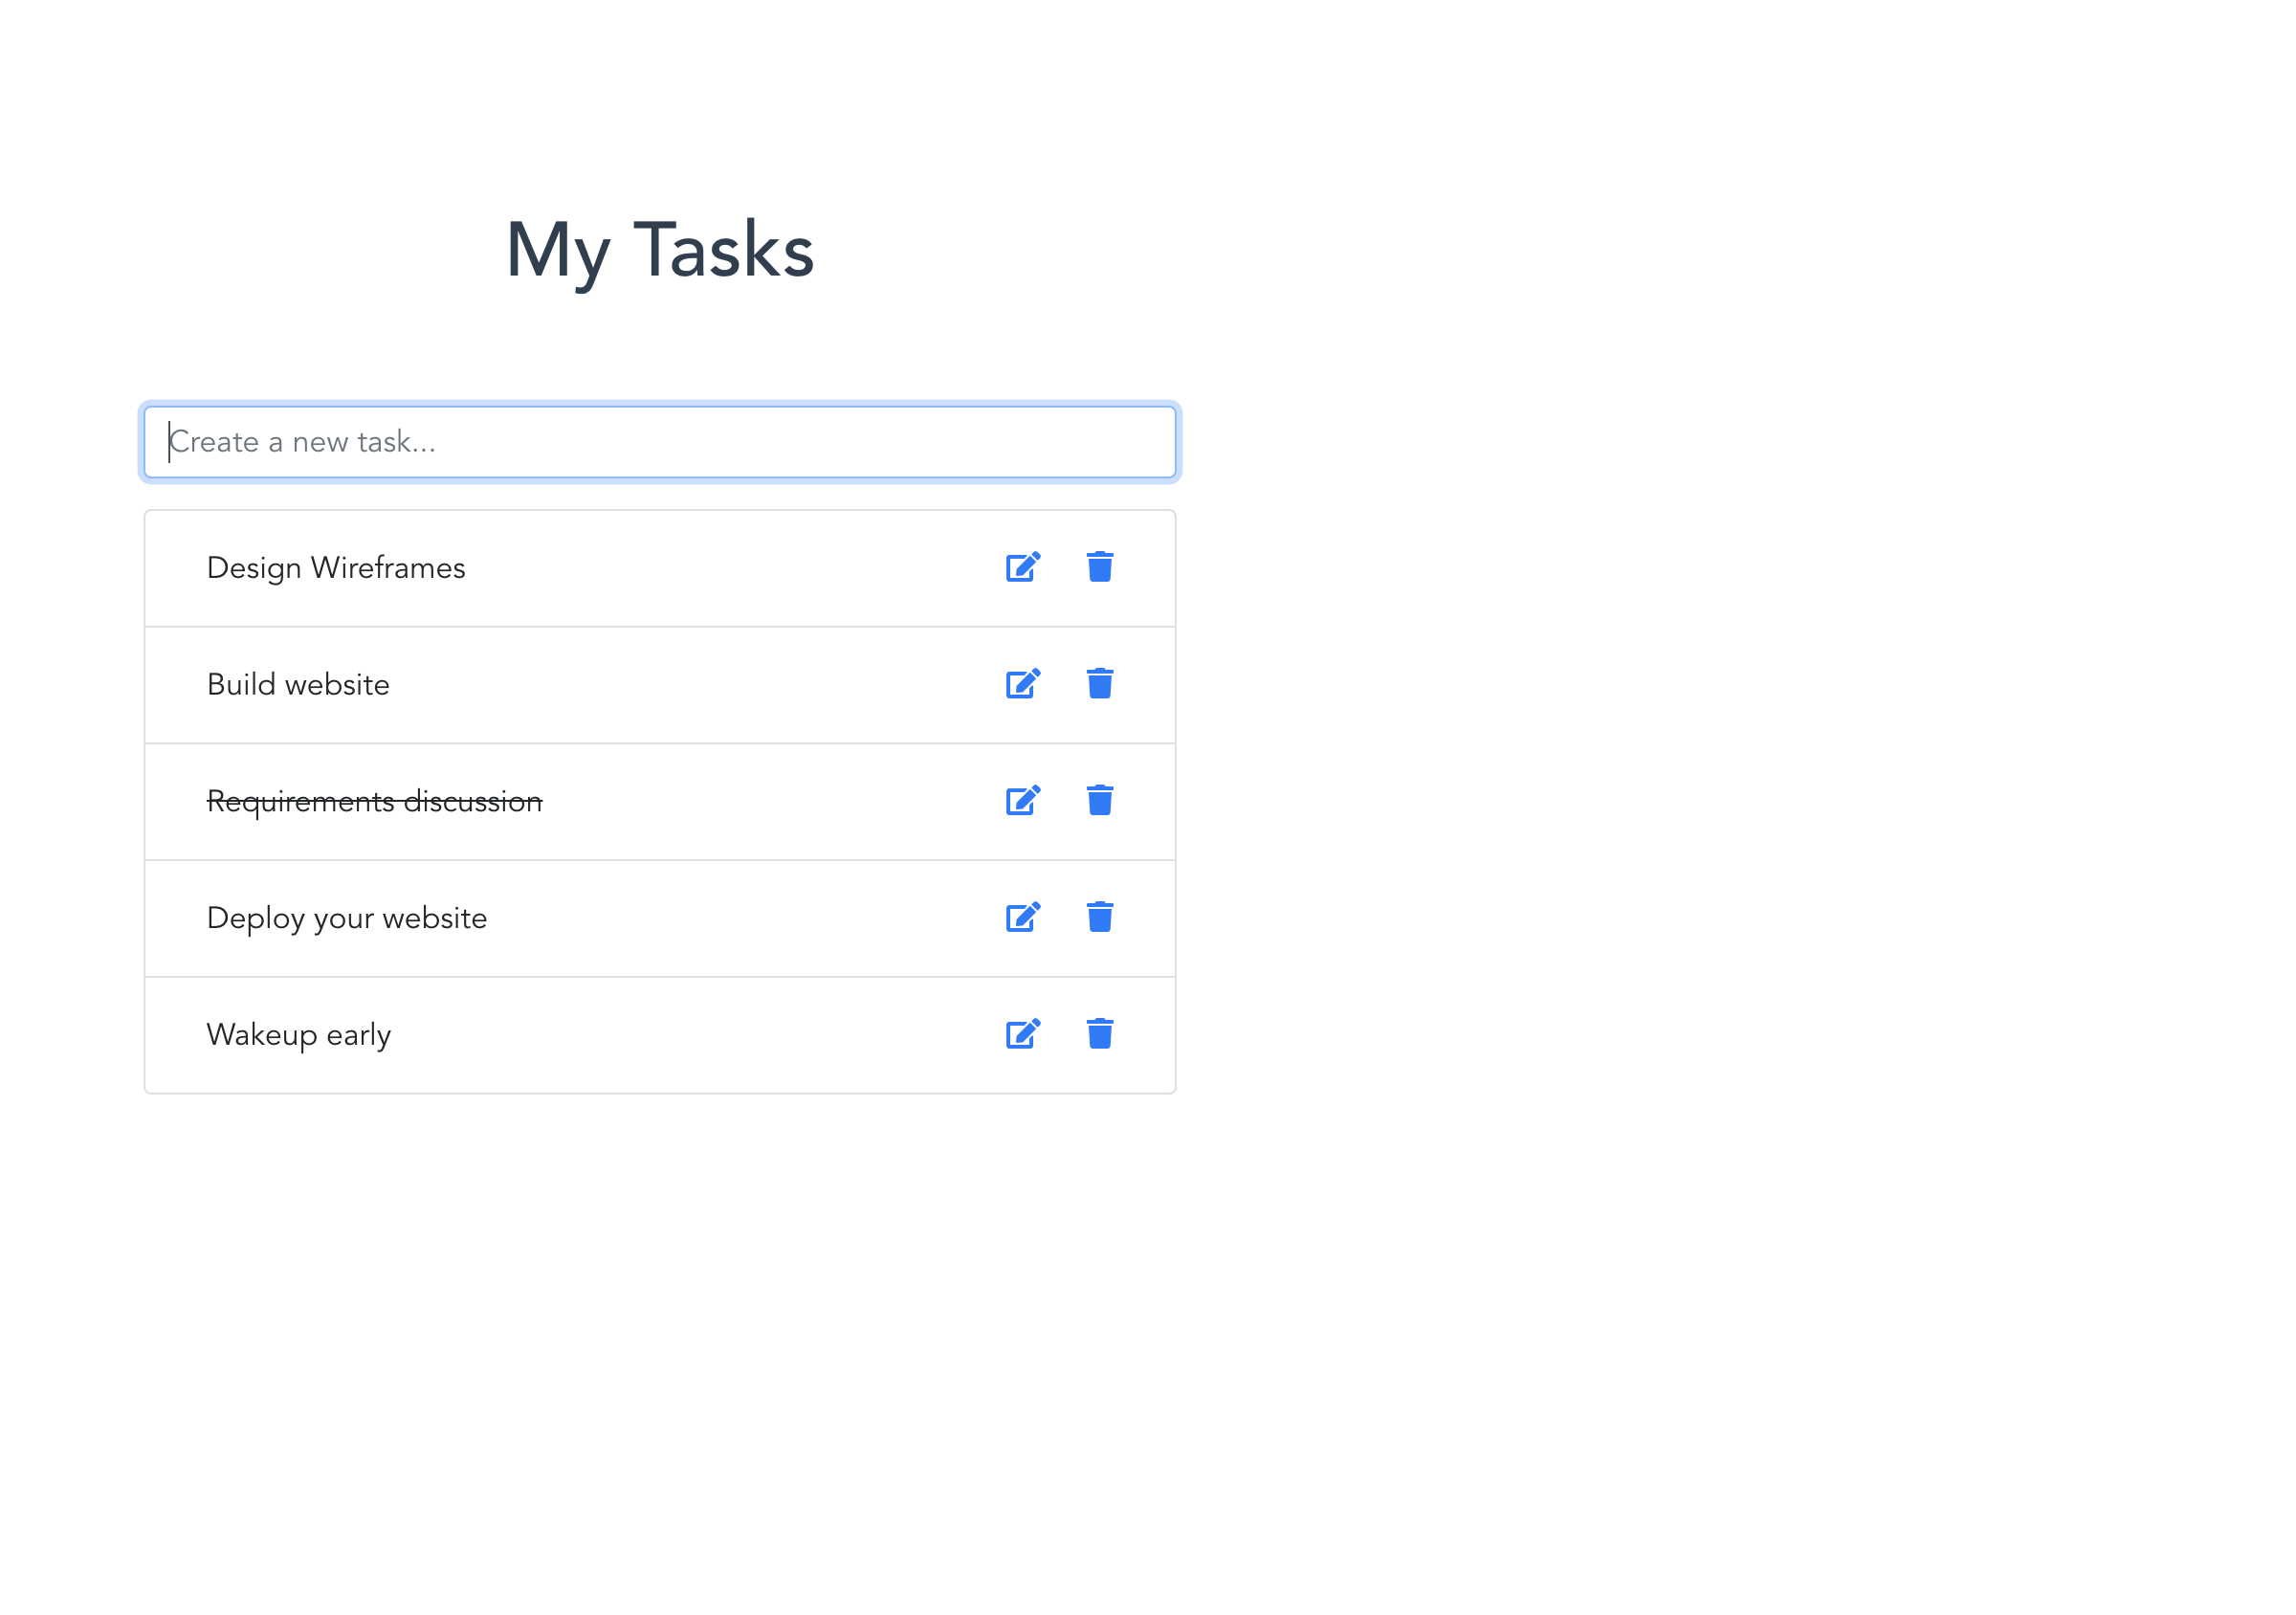 My Tasks
Create a new task...
Design Wireframes
Build website
Requirements discussion
Deploy your website
Wakeup early